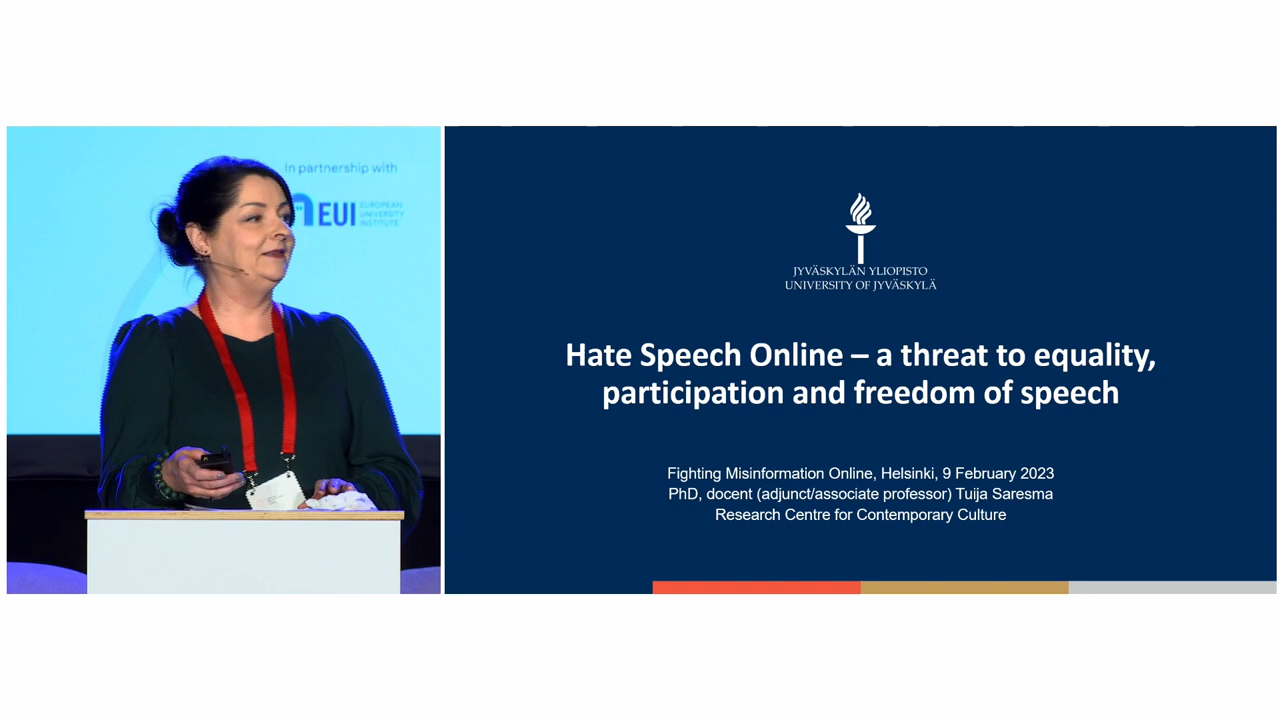 In partnership with
EUI
EUROPEAN
UNIVERSITY
INSTITUTE
JYVÄSKYLÄN YLIOPISTO
UNIVERSITY OF JYVÄSKYLÄ
Hate Speech Online – a threat to equality,
participation and freedom of speech
Fighting Misinformation Online, Helsinki, 9 February 2023
PhD, docent (adjunct/associate professor) Tuija Saresma
Research Centre for Contemporary Culture